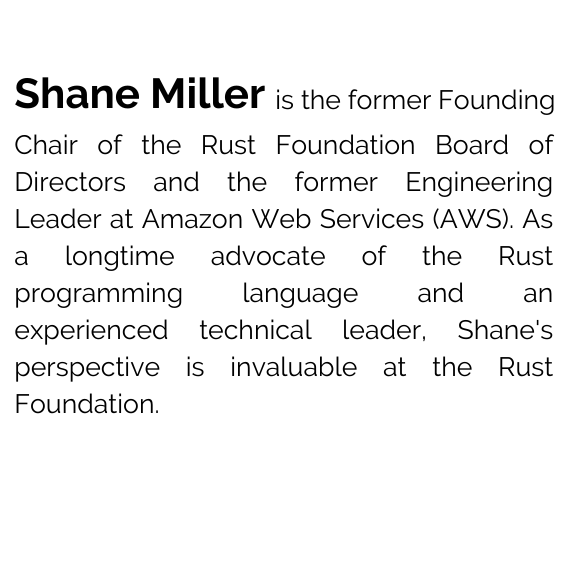 Shane Miller is the former Founding
Chair of the Rust Foundation Board of
Directors and the former Engineering
Leader at Amazon Web Services (AWS). As
a longtime advocate of the Rust
programming language and an
experienced technical leader, Shane's
perspective is invaluable at the Rust
Foundation.